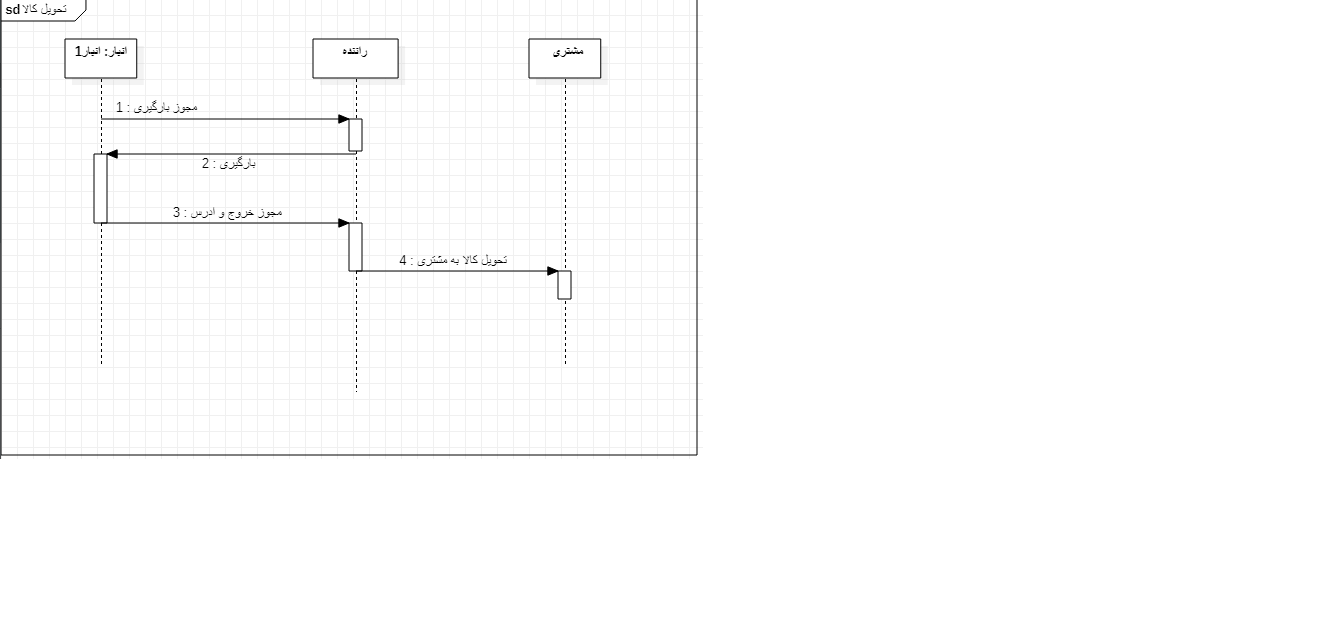 sd تحویل کالا
انبار: انبار1
راننده
مشتری
1 : مجوز بارگیری
2 : بارگیری
3 : مجوز خروج و ادرس
4 : تحویل کالا به مشتری